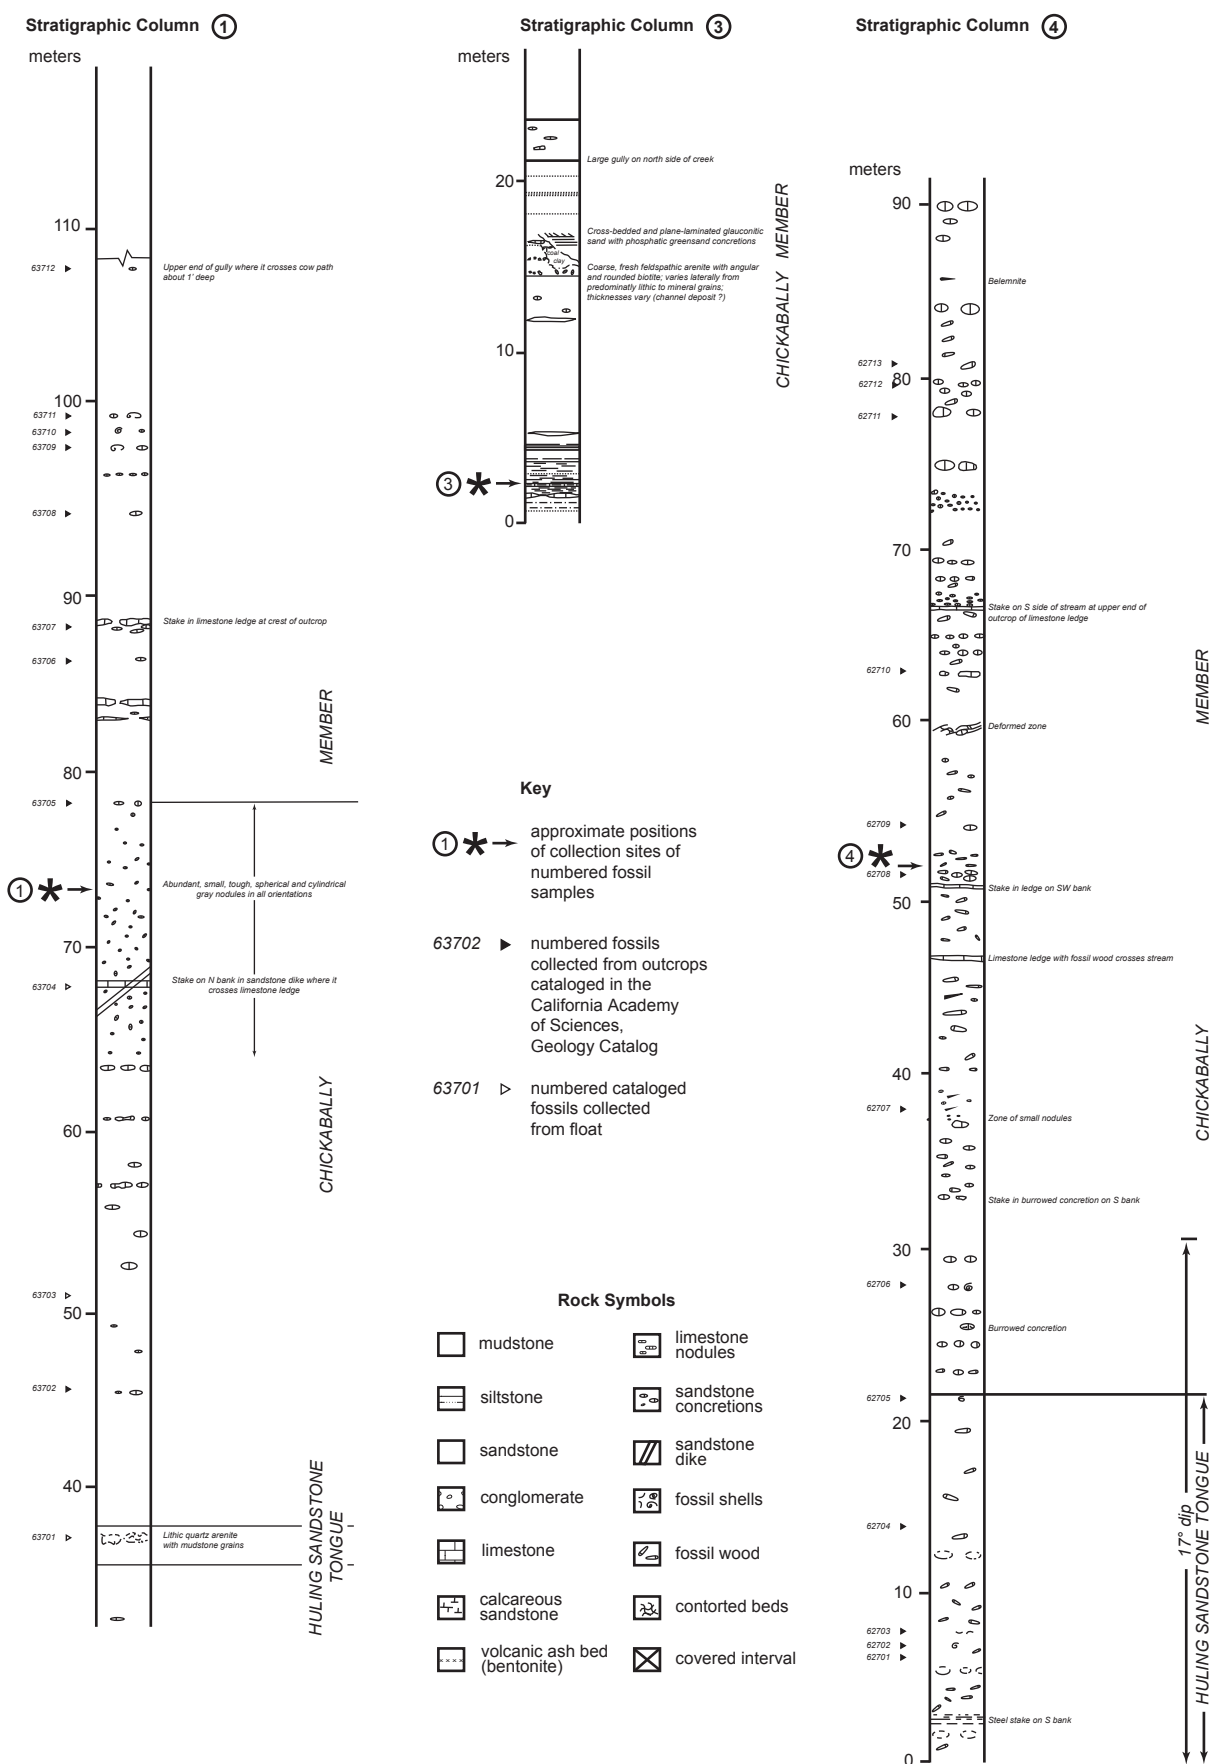 Stratigraphic Column 1
meters
110
63712
Upper end of gully where it crosses cow path
about 1' deep
100
63711
63710
63709
63708
90
63707
Stake in limestone ledge at crest of outcrop
63706
MEMBER
80
63705
1 *
Abundant, small, tough, spherical and cylindrical
gray nodules in all orientations
70
63704
Stake on N bank in sandstone dike where it
crosses limestone ledge
CHICKABALLY
60
63703
50
63702
40
63701
Lithic quartz arenite
with mudstone grains
HULING SANDSTONE
TONGUE
Stratigraphic Column 3
meters
Large gully on north side of creek
20
Cross-bedded and plane-laminated glauconitic
sand with phosphatic greensand concretions
coal
clay
Coarse, fresh feldspathic arenite with angular
and rounded biotite; varies laterally from
predominatly lithic to mineral grains;
thicknesses vary (channel deposit ?)
CHICKABALLY MEMBER
10
3 *
0
Key
1 *
approximate positions
of collection sites of
numbered fossil
samples
63702
numbered fossils
collected from outcrops
cataloged in the
California Academy
of Sciences,
Geology Catalog
63701
numbered cataloged
fossils collected
from float
Rock Symbols
mudstone
siltstone
sandstone
conglomerate
limestone
calcareous
sandstone
volcanic ash bed
(bentonite)
limestone
nodules
sandstone
concretions
sandstone
dike
fossil shells
fossil wood
contorted beds
covered interval
Stratigraphic Column 4
meters
90
Belemnite
62713
80
62712
62711
70
Stake on S side of stream at upper end of
outcrop of limestone ledge
62710
MEMBER
60
Deformed zone
62709
4 *
62708
Stake in ledge on SW bank
50
Limestone ledge with fossil wood crosses stream
40
62707
Zone of small nodules
CHICKABALLY
Stake in burrowed concretion on S bank
30
62706
Burrowed concretion
62705
20
62704
17° dip
HULING SANDSTONE TONGUE
10
62703
62702
62701
Steel stake on S bank
0